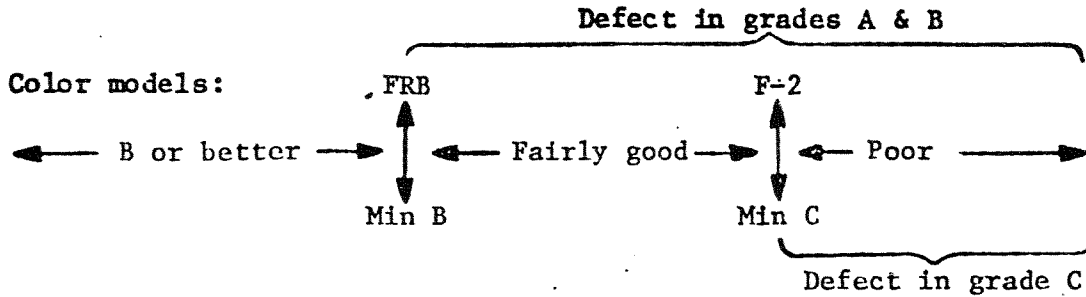 Defect in grades A & B
Color models: FRB F-2
B or better Fairly good Poor
Min B Min C
Defect in grade C